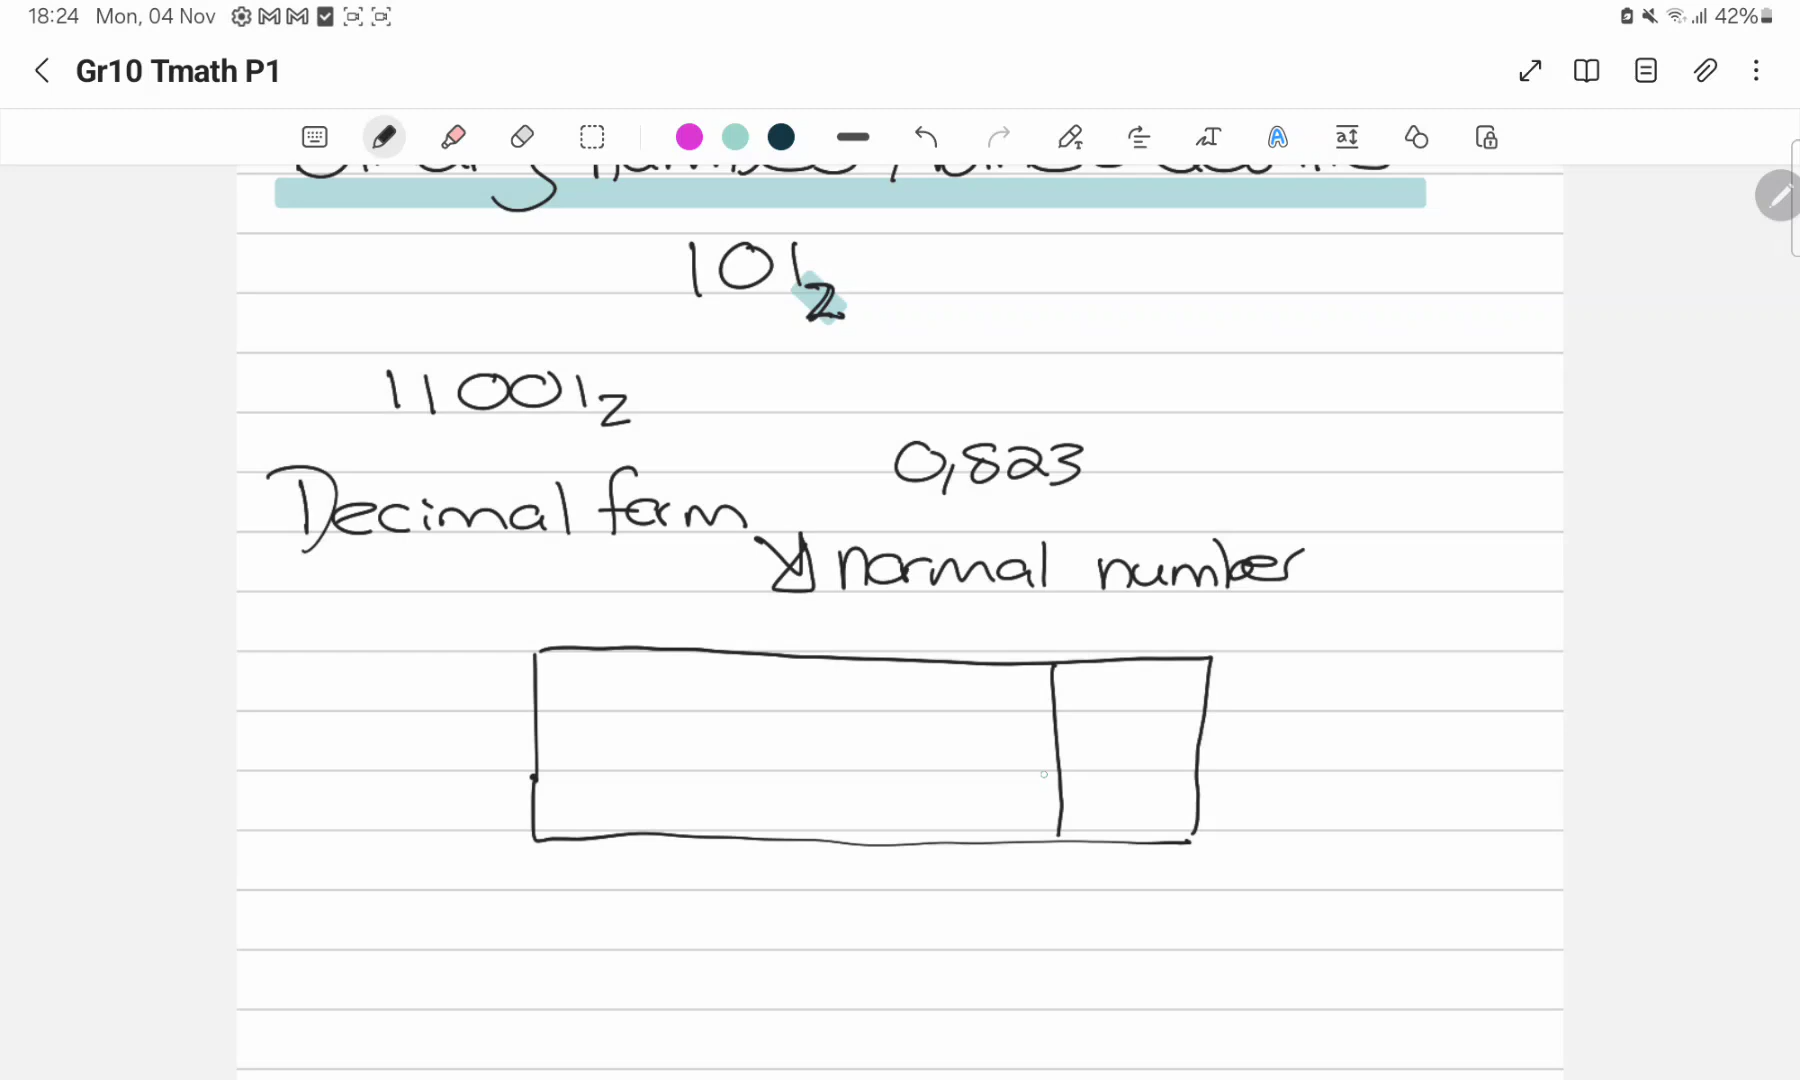 18:24 Mon, 04 Nov 42%
Gr10 Tmath P1
101₂
11001₂
0,823
Decimal form
normal number